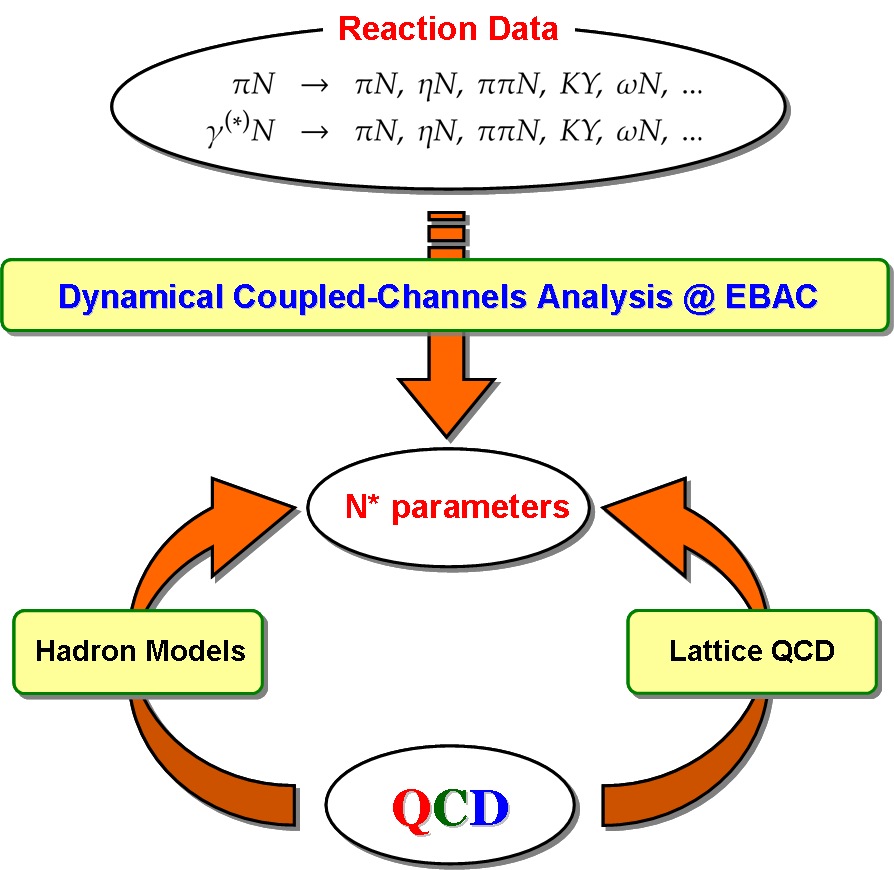 Reaction Data
πN → πN, ηN, ππN, KY, ωN, ...
γ(*)N → πN, ηN, ππN, KY, ωN, ...
Dynamical Coupled-Channels Analysis @ EBAC
N* parameters
Hadron Models
Lattice QCD
QCD